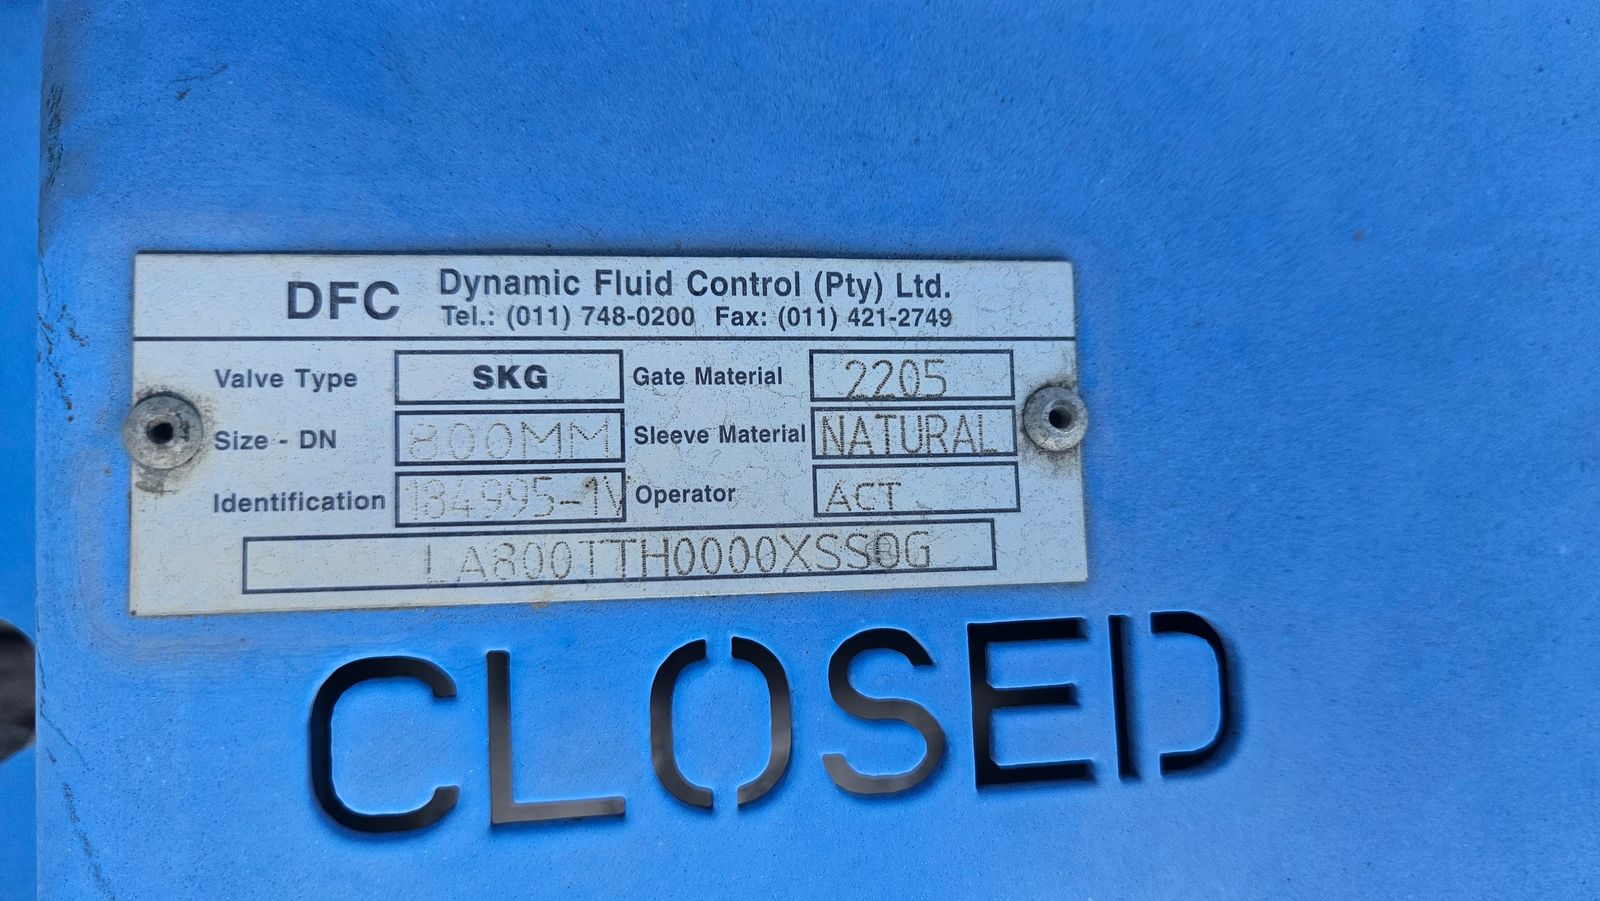 DFC Dynamic Fluid Control (Pty) Ltd.
Tel.: (011) 748-0200 Fax: (011) 421-2749
Valve Type SKG Gate Material 2205
Size - DN 800MM Sleeve Material NATURAL
Identification 184995-1V Operator ACT
LA800TTH0000XSS0G
CLOSED